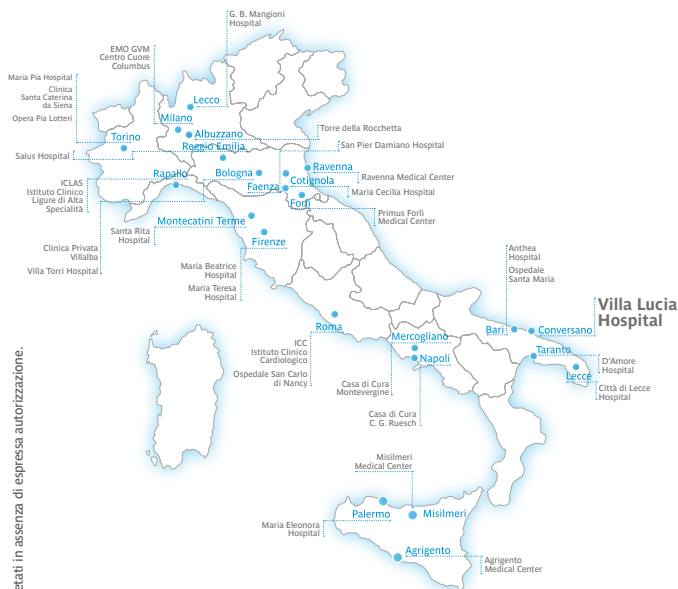 G. B. Mangioni
Hospital
EMO GVM
Centro Cuore
Columbus
Maria Pia Hospital
Clinica
Santa Caterina
da Siena
Opera Pia Lotteri
Lecco
Milano
Torino
Albuzzano
Torre della Rocchetta
Reggio Emilia
San Pier Damiano Hospital
Salus Hospital
Rapallo
Bologna
Ravenna
Cotignola
Ravenna Medical Center
Faenza
Maria Cecilia Hospital
ICLAS
Istituto Clinico
Ligure di Alta
Specialità
Forlì
Primus Forlì
Medical Center
Montecatini Terme
Santa Rita
Hospital
Firenze
Clinica Privata
Villalba
Villa Torri Hospital
Maria Beatrice
Hospital
Maria Teresa
Hospital
Anthea
Hospital
Ospedale
Santa Maria
Villa Lucia
Hospital
Roma
Mercogliano
Bari
Conversano
ICC
Istituto Clinico
Cardiologico
Ospedale San Carlo
di Nancy
Napoli
Taranto
D'Amore
Hospital
Lecce
Città di Lecce
Hospital
Casa di Cura
Montevergine
Casa di Cura
C. G. Ruesch
Misilmeri
Medical Center
Palermo
Misilmeri
Maria Eleonora
Hospital
Agrigento
Agrigento
Medical Center
etati in assenza di espressa autorizzazione.